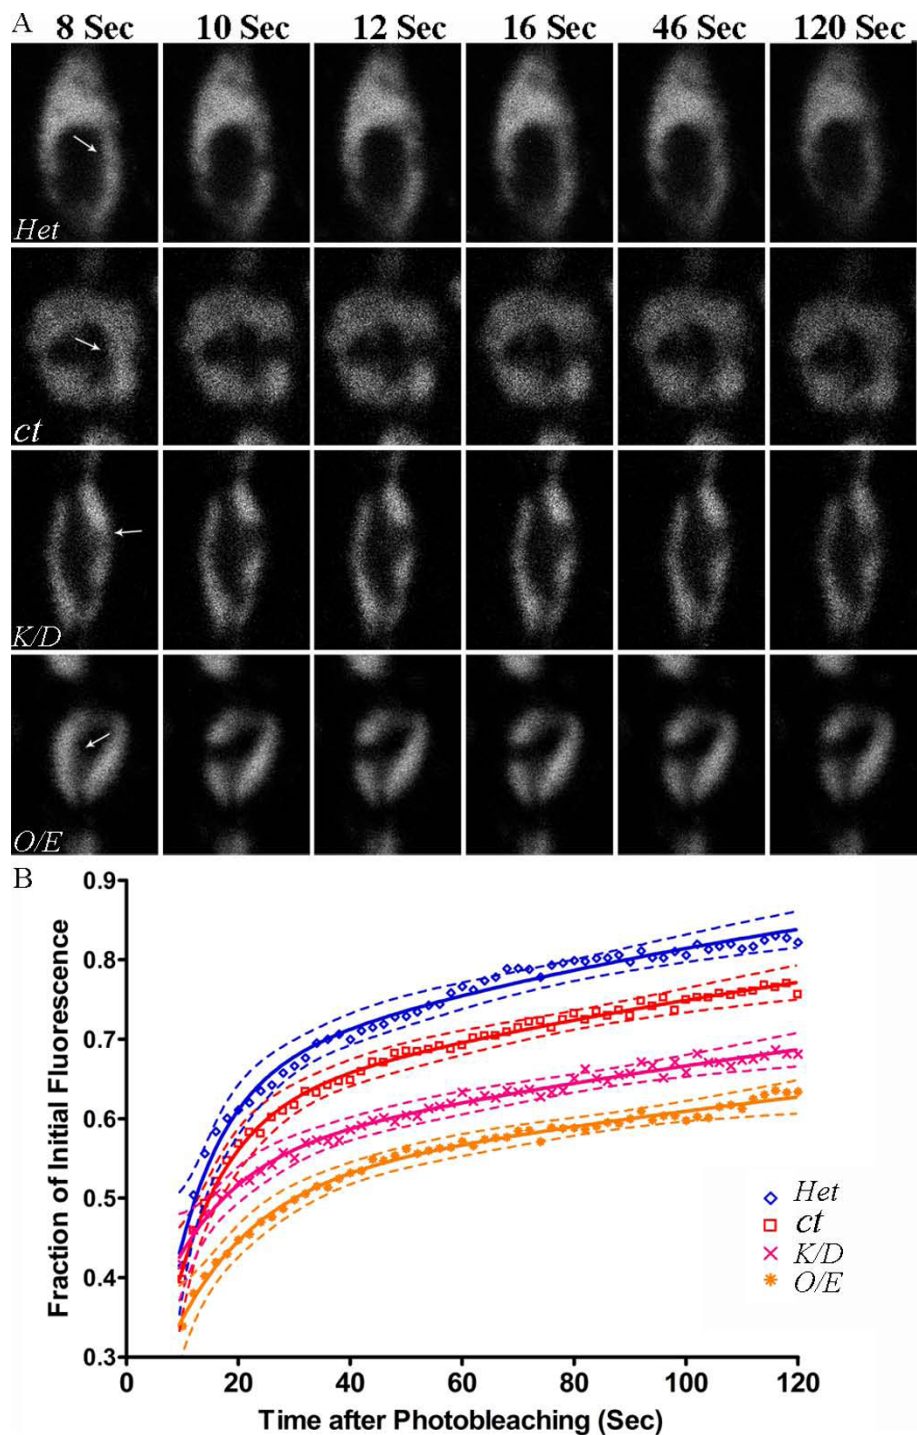 A 8 Sec 10 Sec 12 Sec 16 Sec 46 Sec 120 Sec
Het
ct
K/D
O/E
B
0.9
0.8
0.7
0.6
0.5
0.4
0.3
Fraction of Initial Fluorescence
Het
ct
K/D
O/E
0 20 40 60 80 100 120
Time after Photobleaching (Sec)